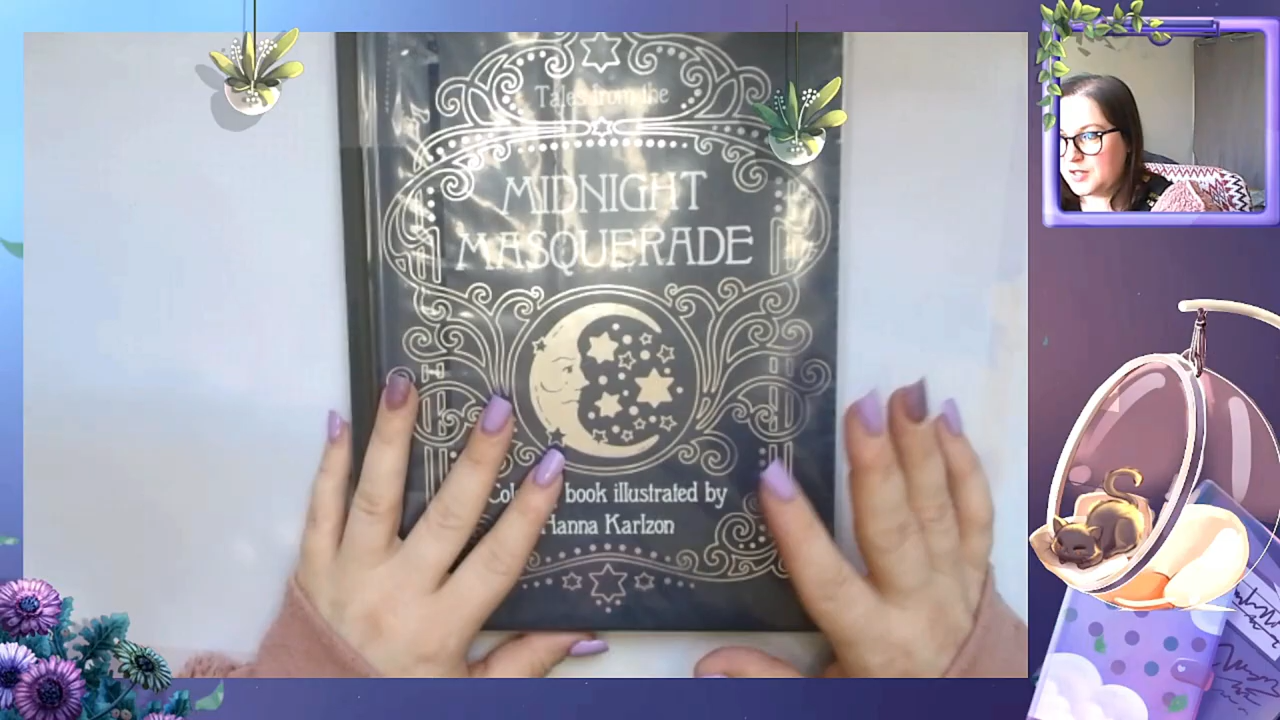 Tales from the
MIDNIGHT
MASQUERADE
book illustrated by
Hanna Karlzon